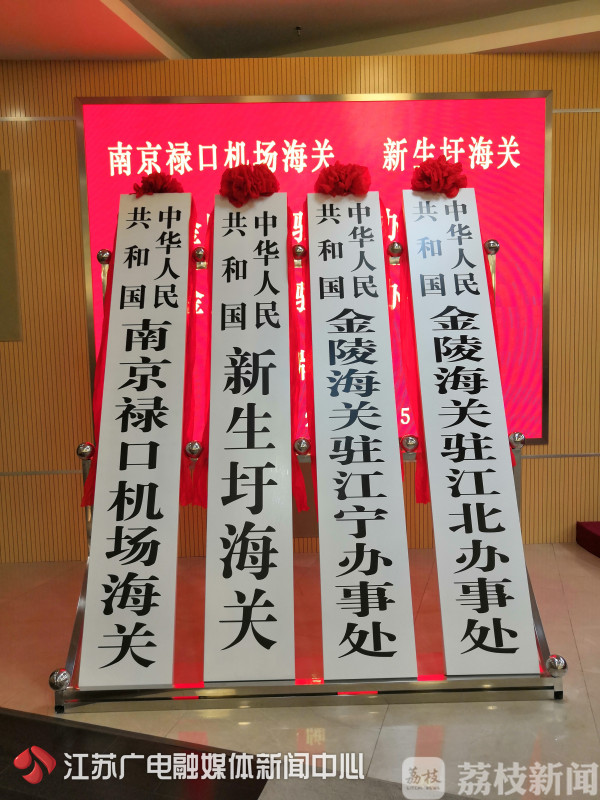 南京禄口机场海关 新生圩海关
中华人民共和国南京禄口机场海关
中华人民共和国新生圩海关
中华人民共和国金陵海关驻江宁办事处
中华人民共和国金陵海关驻江北办事处
江苏广电融媒体新闻中心
荔枝 荔枝新闻